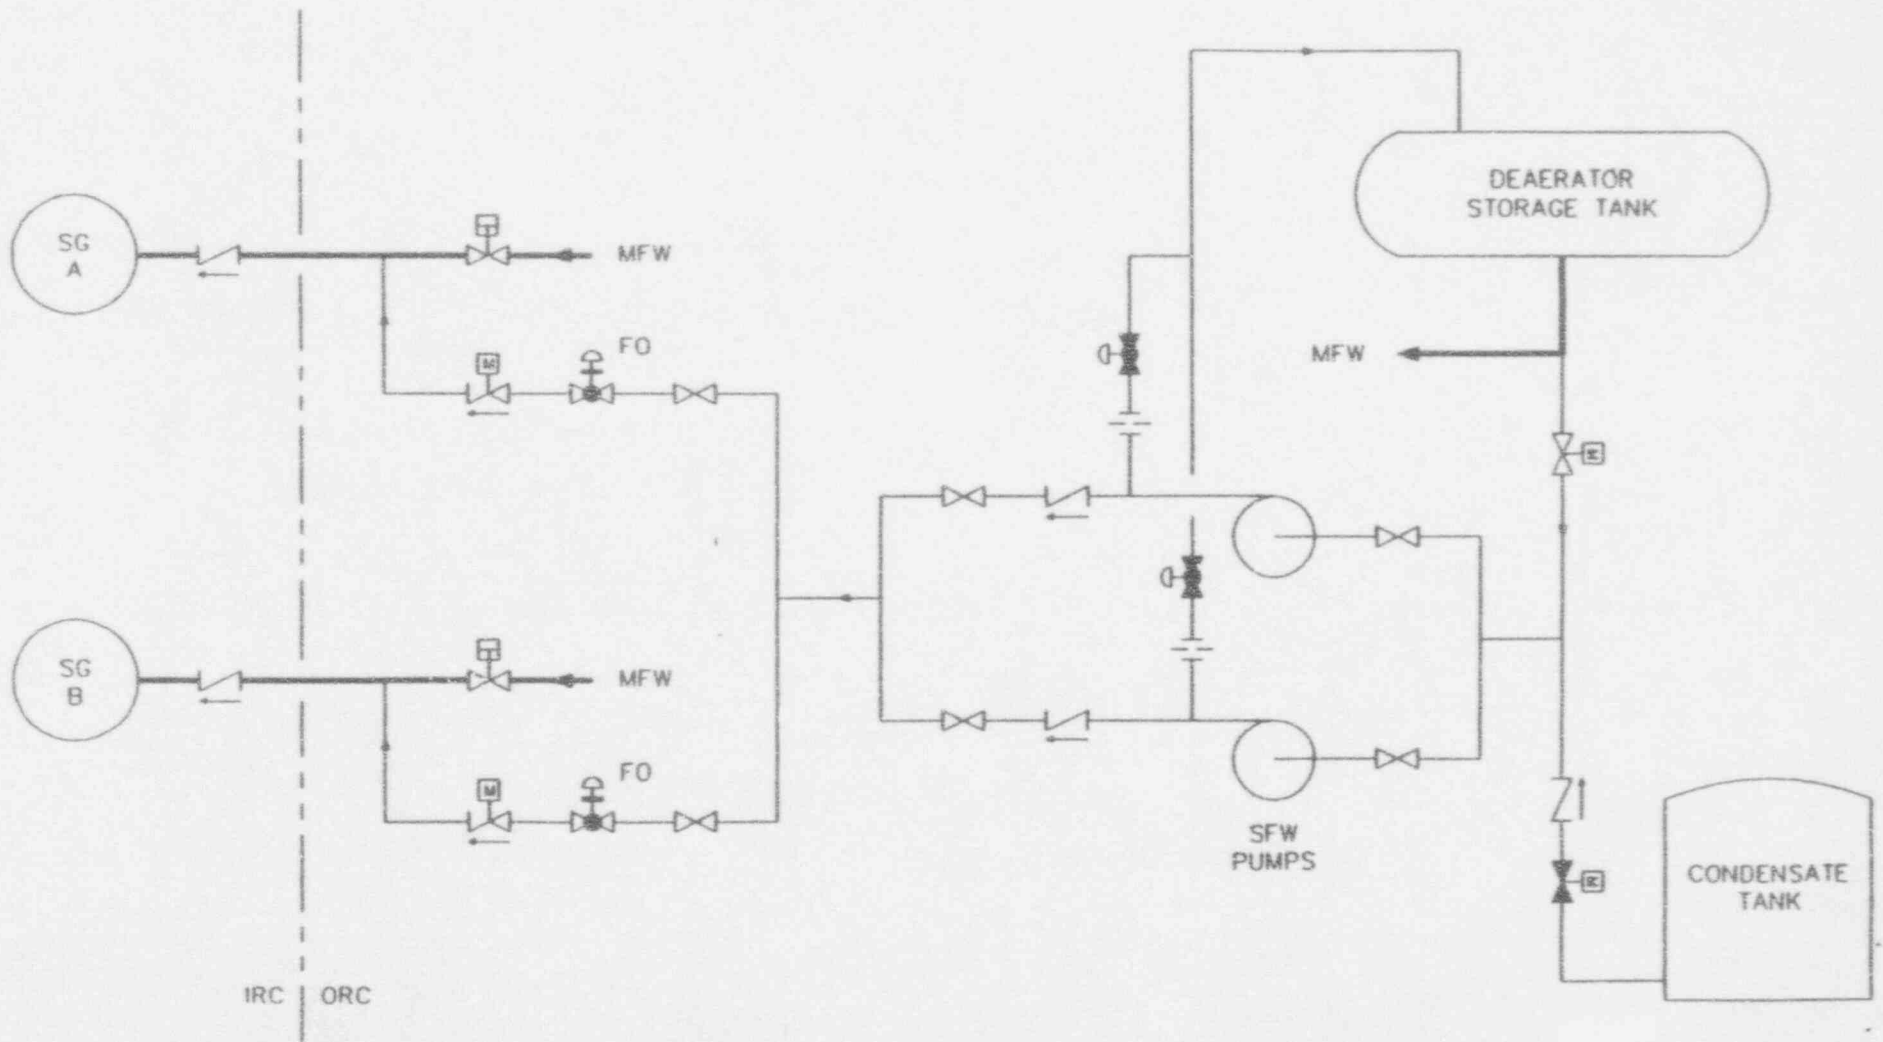 DEAERATOR
STORAGE TANK
SG
A
MFW
FO
M
MFW
M
SG
B
MFW
FO
M
SFW
PUMPS
M
CONDENSATE
TANK
IRC
ORC